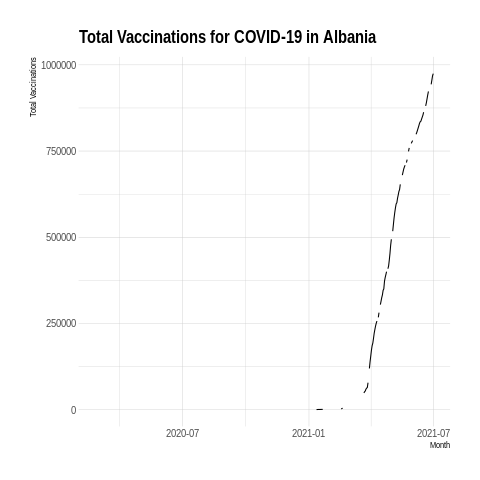 Total Vaccinations for COVID-19 in Albania
Total Vaccinations
1000000
750000
500000
250000
0
2020-07
2021-01
2021-07
Month